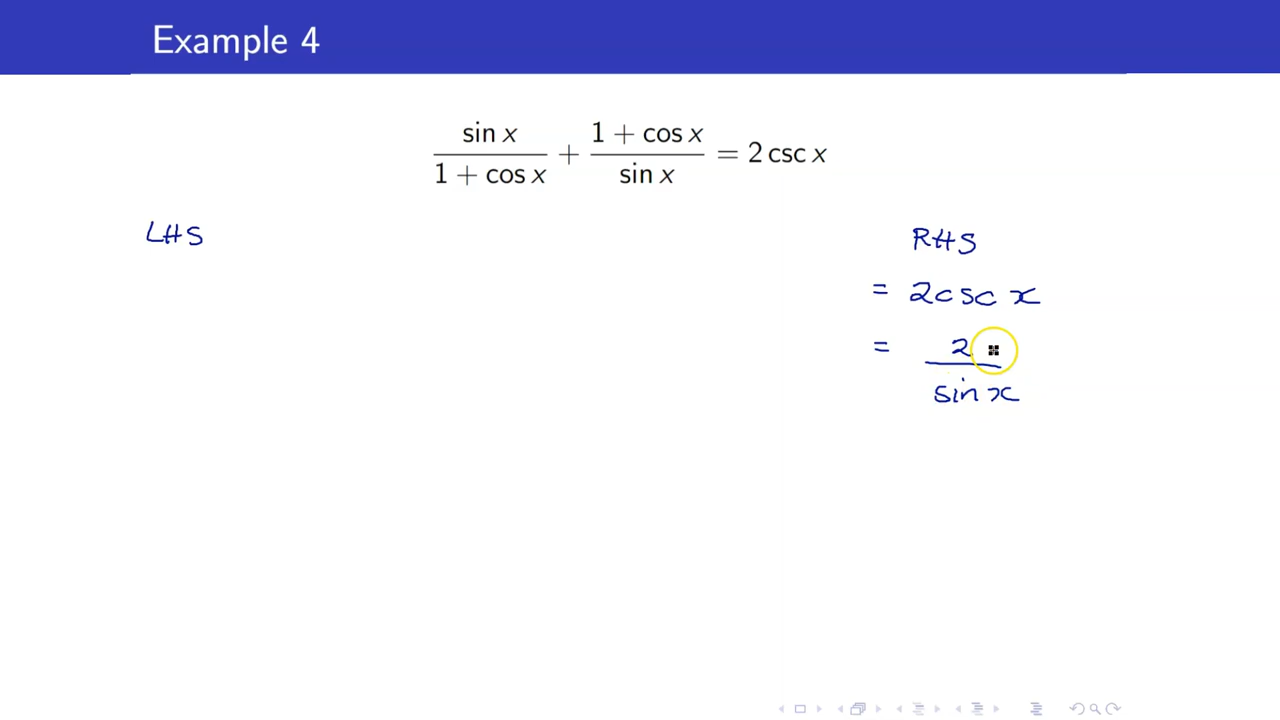 Example 4
sin x / (1 + cos x) + (1 + cos x) / sin x = 2 csc x
LHS
RHS
= 2csc x
= 2 / sin x